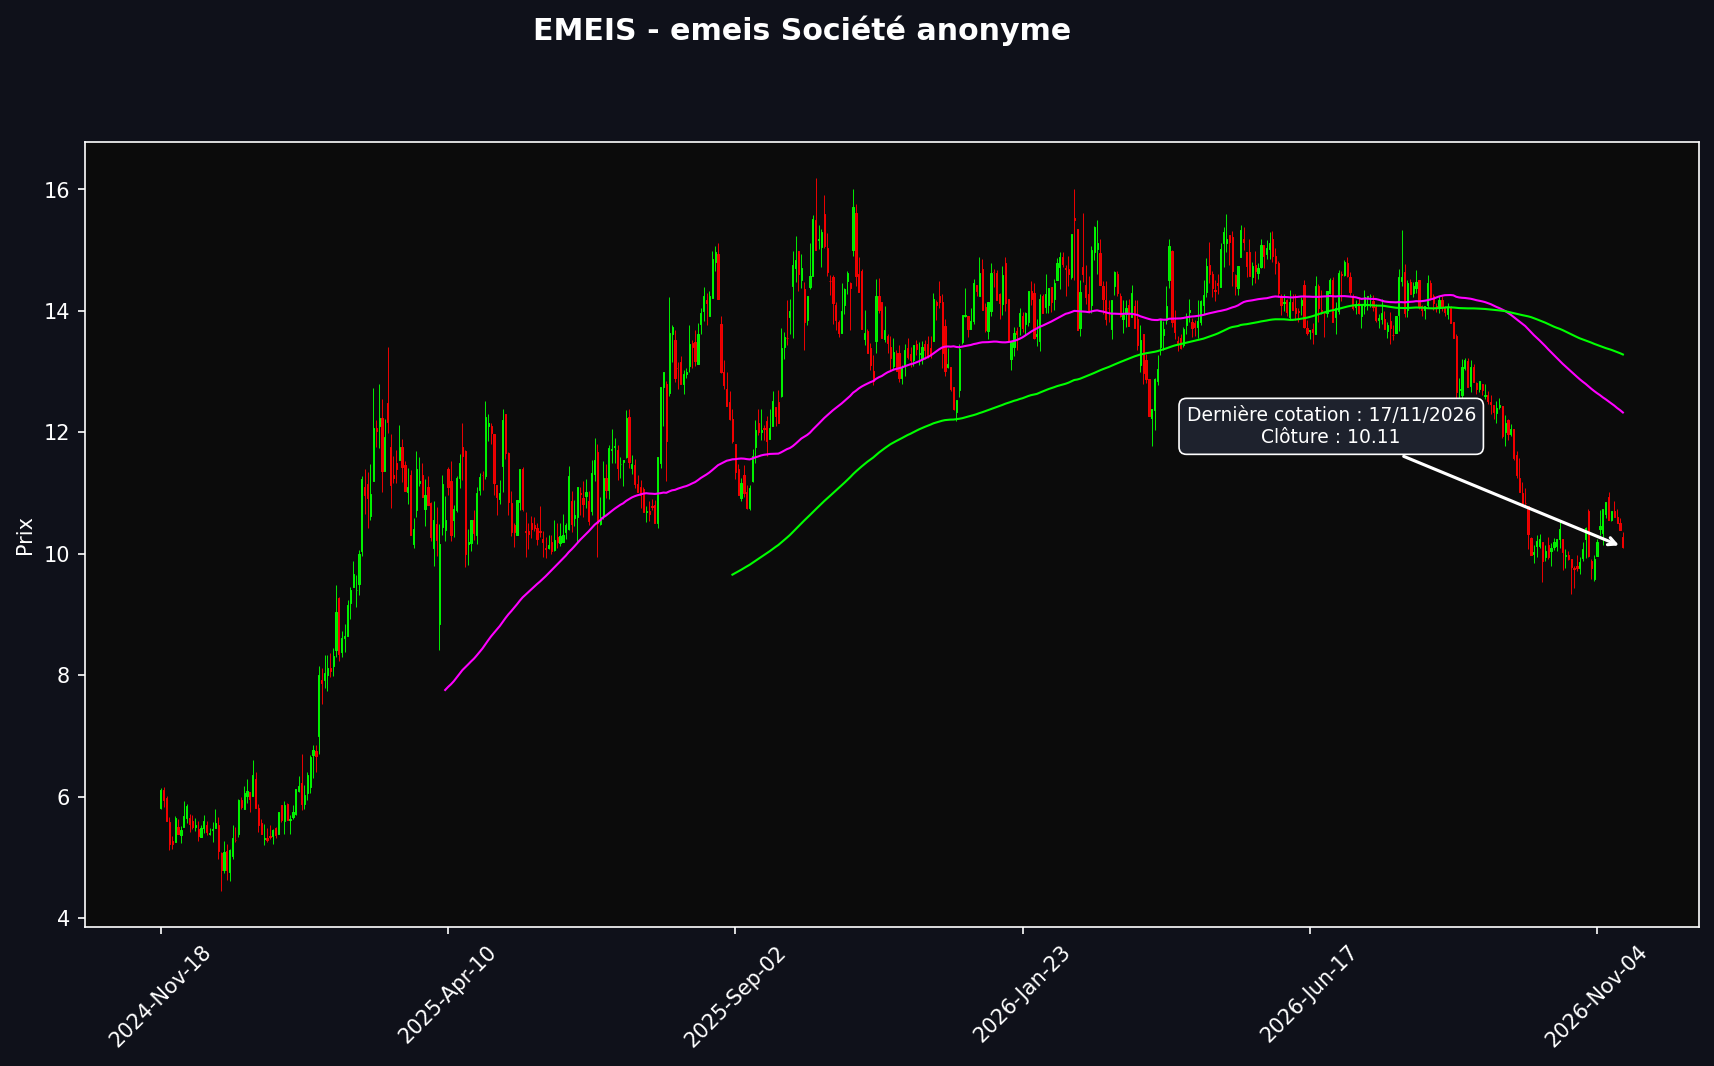 EMEIS - emeis Société anonyme
Prix
16
14
12
10
8
6
4
Dernière cotation : 17/11/2026
Clôture : 10.11
2024-Nov-18
2025-Apr-10
2025-Sep-02
2026-Jan-23
2026-Jun-17
2026-Nov-04